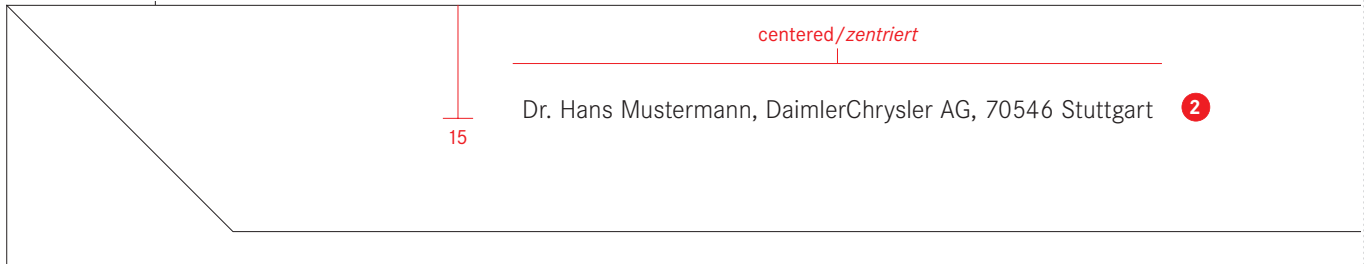 centered/zentriert
Dr. Hans Mustermann, DaimlerChrysler AG, 70546 Stuttgart 2
15